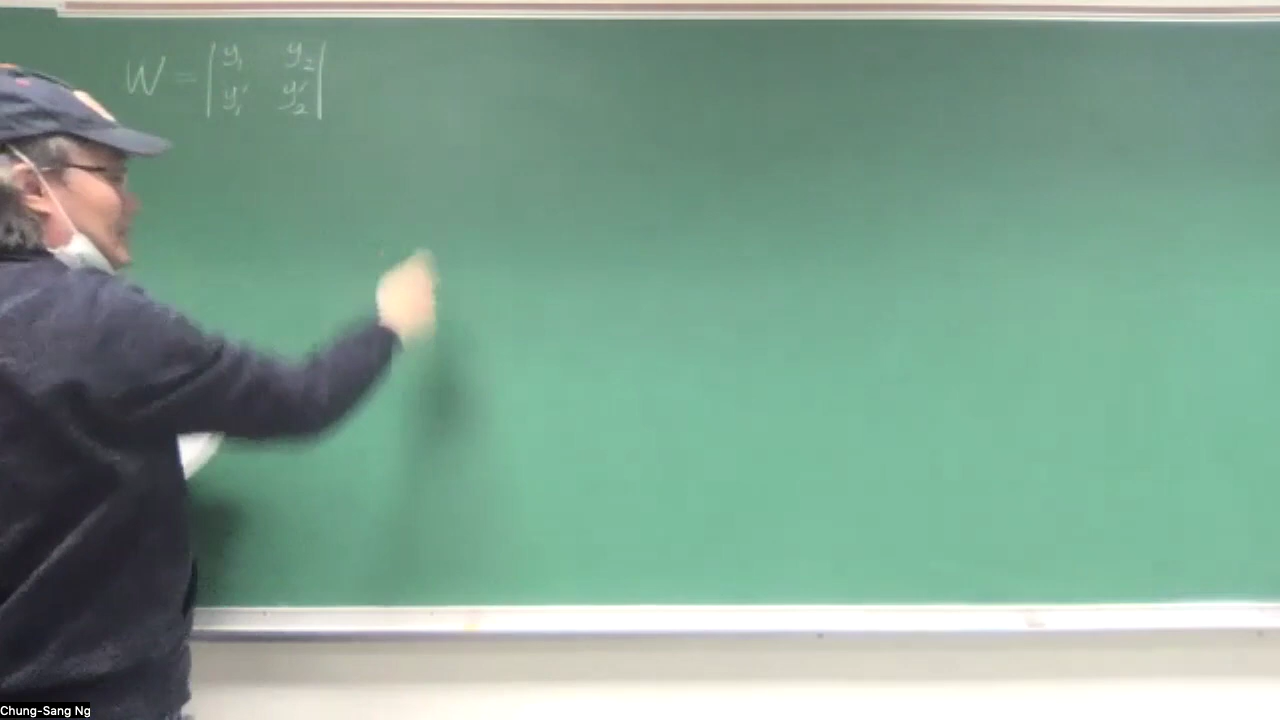 W = | y₁ y₂ |
| y₁′ y₂′ |
Chung-Sang Ng